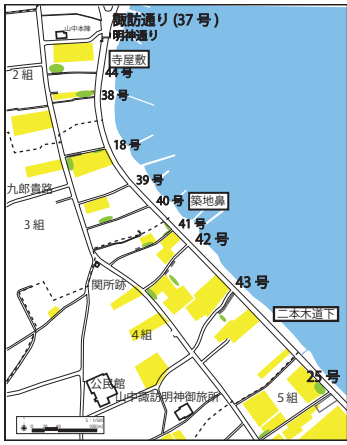 諏訪通り(37号)
山中本陣
明神通り
寺屋敷
2組
44号
38号
18号
39号
九郎貴路
40号
築地鼻
3組
41号
42号
関所跡
43号
二本木道下
4組
25号
公民館
山中諏訪明神御旅所
5組